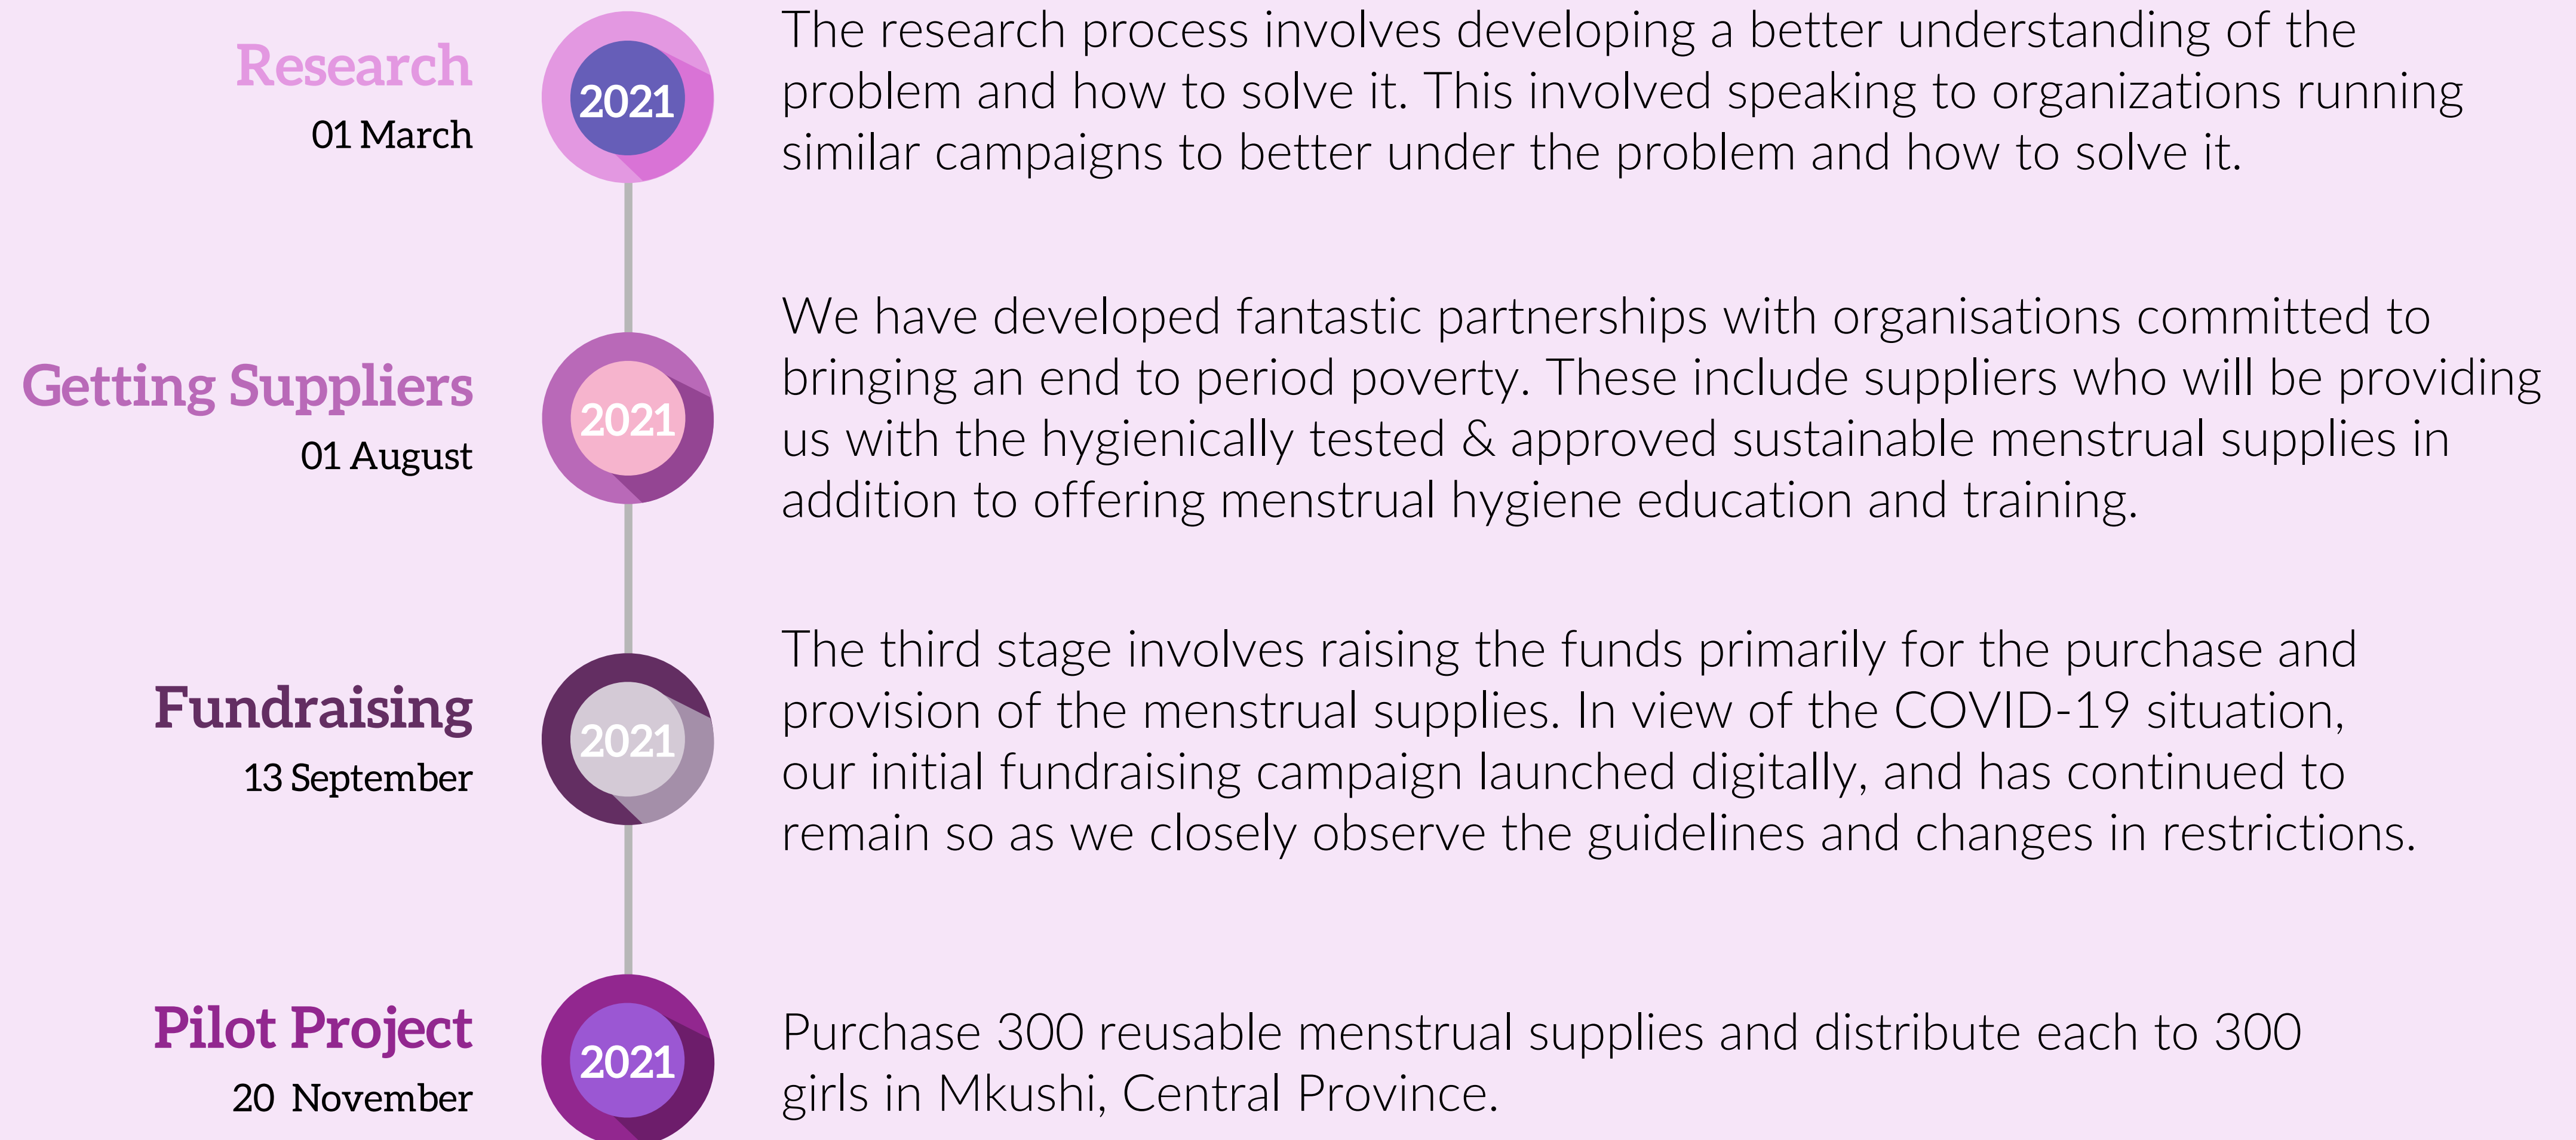 Research
01 March
2021
The research process involves developing a better understanding of the
problem and how to solve it. This involved speaking to organizations running
similar campaigns to better under the problem and how to solve it.
Getting Suppliers
01 August
2021
We have developed fantastic partnerships with organisations committed to
bringing an end to period poverty. These include suppliers who will be providing
us with the hygienically tested & approved sustainable menstrual supplies in
addition to offering menstrual hygiene education and training.
Fundraising
13 September
2021
The third stage involves raising the funds primarily for the purchase and
provision of the menstrual supplies. In view of the COVID-19 situation,
our initial fundraising campaign launched digitally, and has continued to
remain so as we closely observe the guidelines and changes in restrictions.
Pilot Project
20 November
2021
Purchase 300 reusable menstrual supplies and distribute each to 300
girls in Mkushi, Central Province.